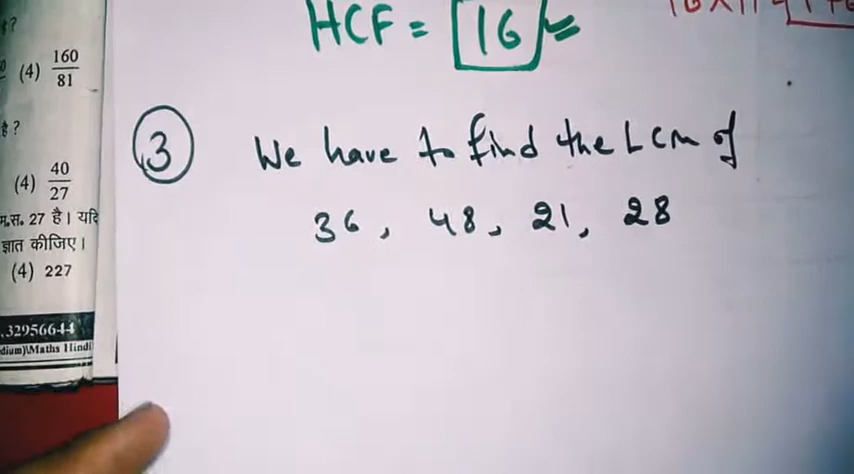 है?
(4) 160/81
है?
(4) 40/27
म.स. 27 है। यदि
ज्ञात कीजिए।
(4) 227
.32956644
dium)\Maths Hindi
HCF = 16
③ We have to find the LCM of
36, 48, 21, 28